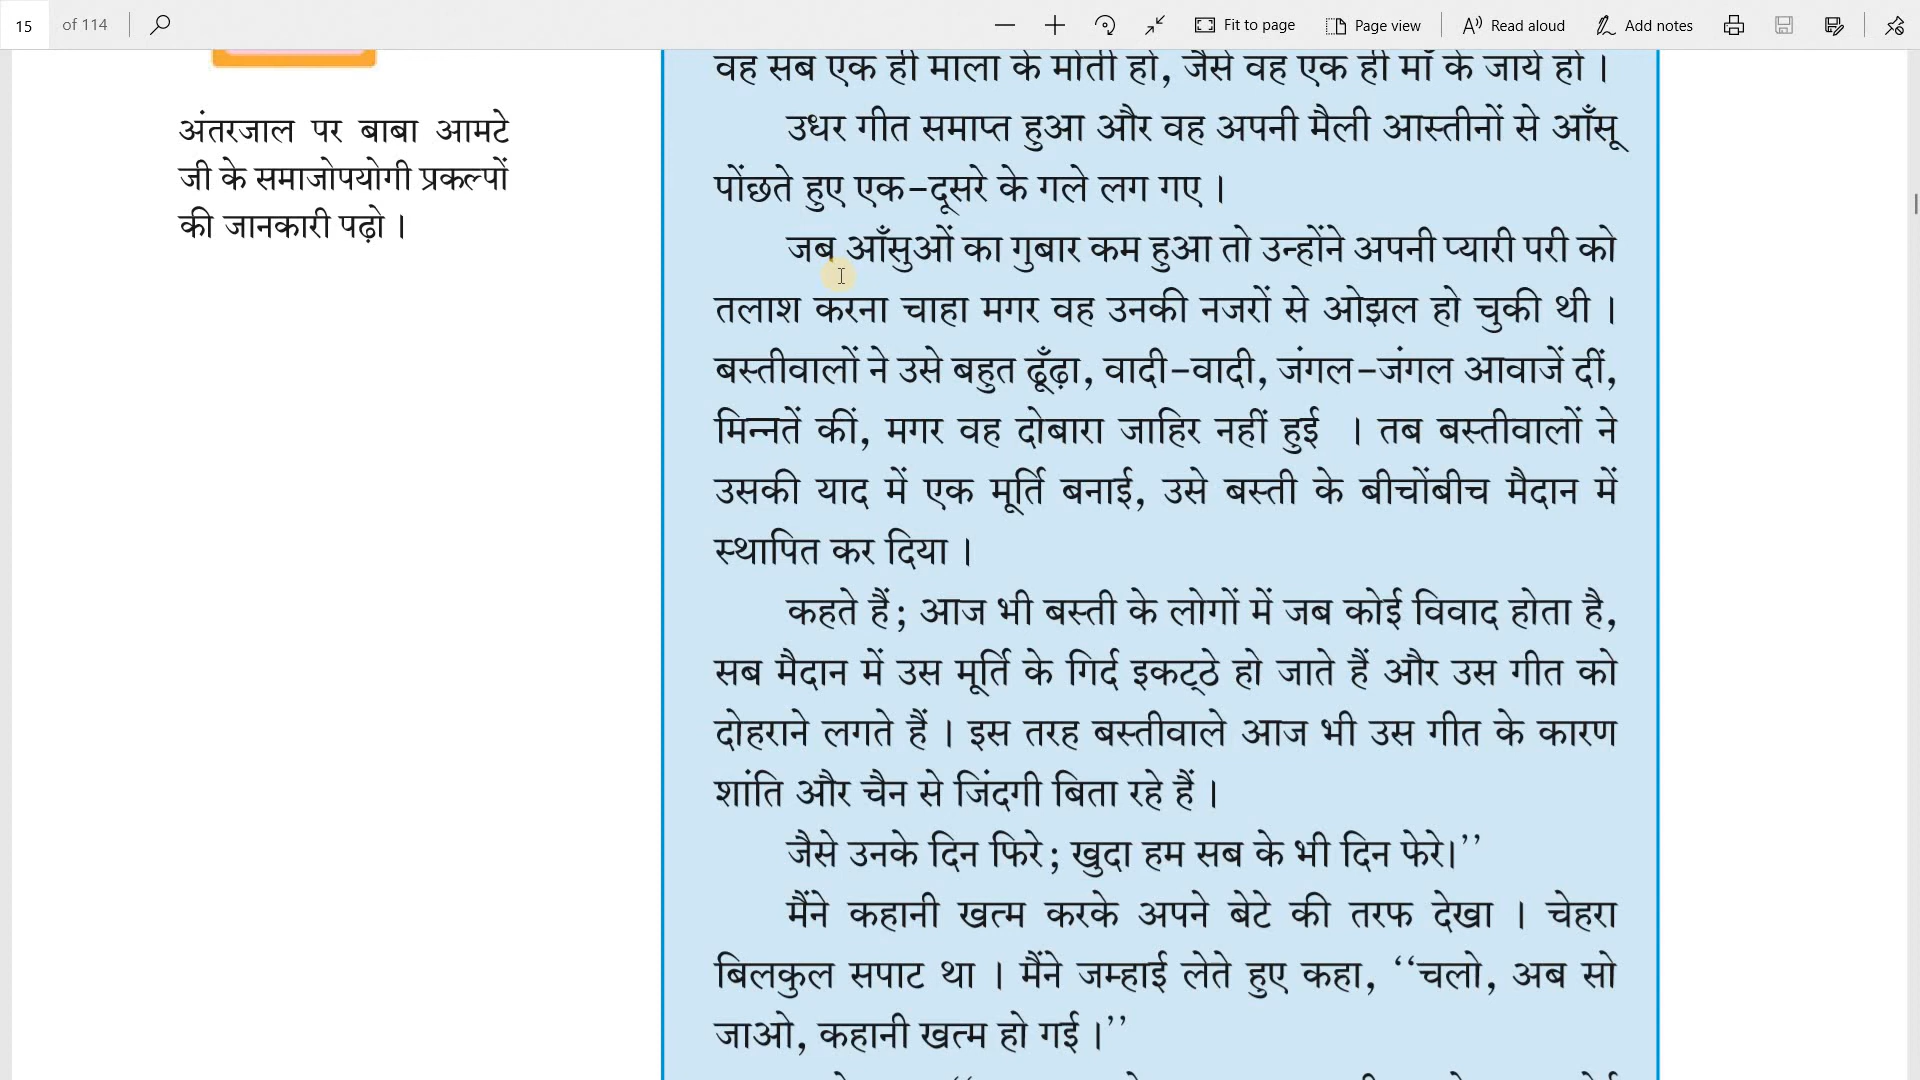 15 of 114 Fit to page Page view Read aloud Add notes
अंतरजाल पर बाबा आमटे
जी के समाजोपयोगी प्रकल्पों
की जानकारी पढ़ो ।
वह सब एक ही माला के मोती हों, जैसे वह एक ही माँ के जाये हों ।
उधर गीत समाप्त हुआ और वह अपनी मैली आस्तीनों से आँसू
पोंछते हुए एक-दूसरे के गले लग गए ।
जब आँसुओं का गुबार कम हुआ तो उन्होंने अपनी प्यारी परी को
तलाश करना चाहा मगर वह उनकी नजरों से ओझल हो चुकी थी ।
बस्तीवालों ने उसे बहुत ढूँढ़ा, वादी-वादी, जंगल-जंगल आवाजें दीं,
मिन्नतें कीं, मगर वह दोबारा जाहिर नहीं हुई । तब बस्तीवालों ने
उसकी याद में एक मूर्ति बनाई, उसे बस्ती के बीचोंबीच मैदान में
स्थापित कर दिया ।
कहते हैं; आज भी बस्ती के लोगों में जब कोई विवाद होता है,
सब मैदान में उस मूर्ति के गिर्द इकट्ठे हो जाते हैं और उस गीत को
दोहराने लगते हैं । इस तरह बस्तीवाले आज भी उस गीत के कारण
शांति और चैन से जिंदगी बिता रहे हैं ।
जैसे उनके दिन फिरे; खुदा हम सब के भी दिन फेरे।’’
मैंने कहानी खत्म करके अपने बेटे की तरफ देखा । चेहरा
बिलकुल सपाट था । मैंने जम्हाई लेते हुए कहा, ‘‘चलो, अब सो
जाओ, कहानी खत्म हो गई ।’’